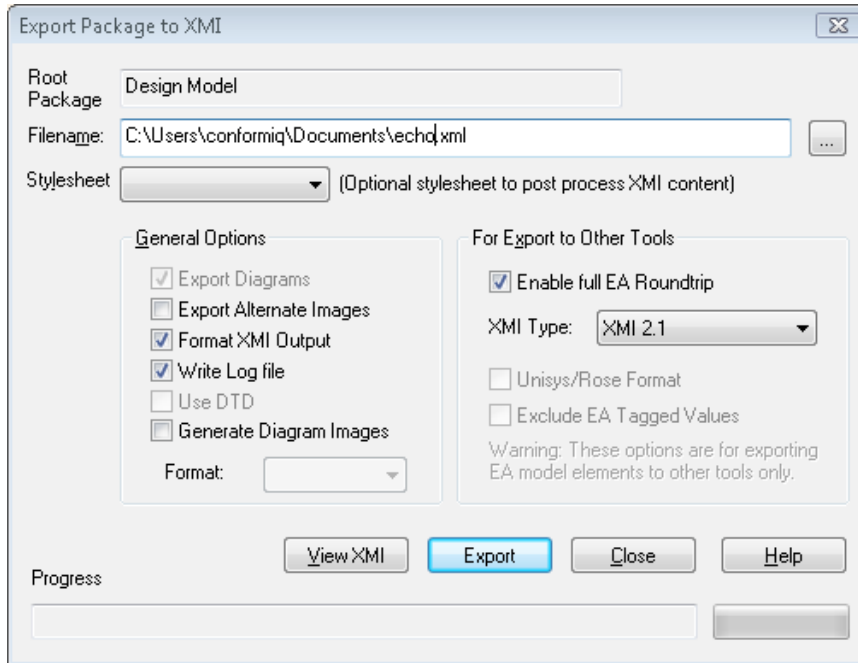 Export Package to XMI
Root Package
Design Model
Filename:
C:\Users\conformiq\Documents\echo.xml
...
Stylesheet
(Optional stylesheet to post process XMI content)
General Options
Export Diagrams
Export Alternate Images
Format XMI Output
Write Log file
Use DTD
Generate Diagram Images
Format:
For Export to Other Tools
Enable full EA Roundtrip
XMI Type:
XMI 2.1
Unisys/Rose Format
Exclude EA Tagged Values
Warning: These options are for exporting
EA model elements to other tools only.
View XMI
Export
Close
Help
Progress